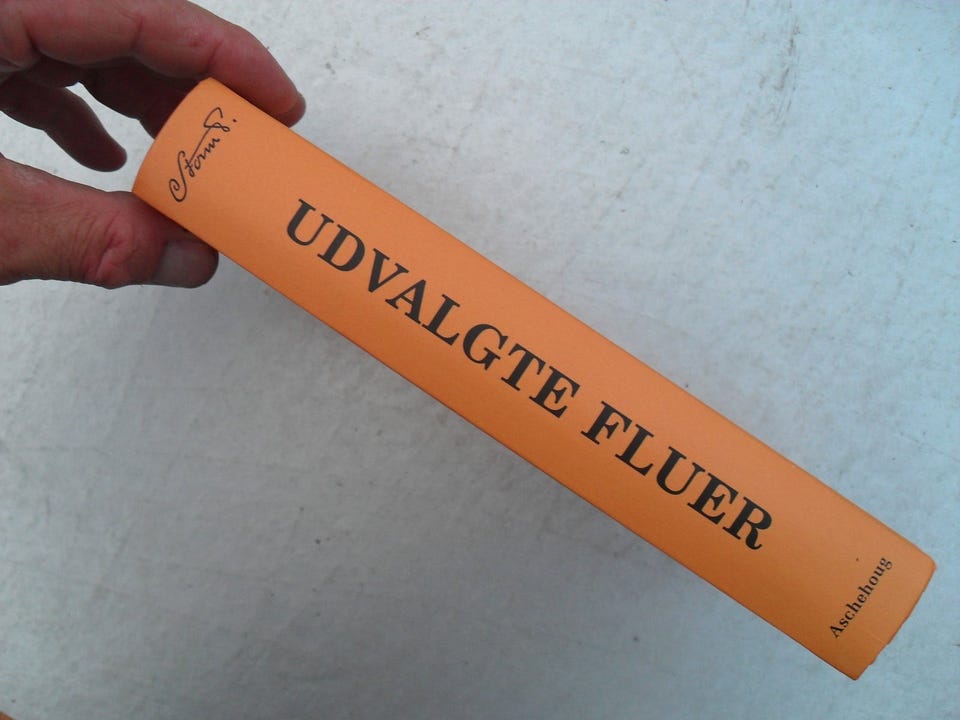 Storm P.
UDVALGTE FLUER
Aschehoug